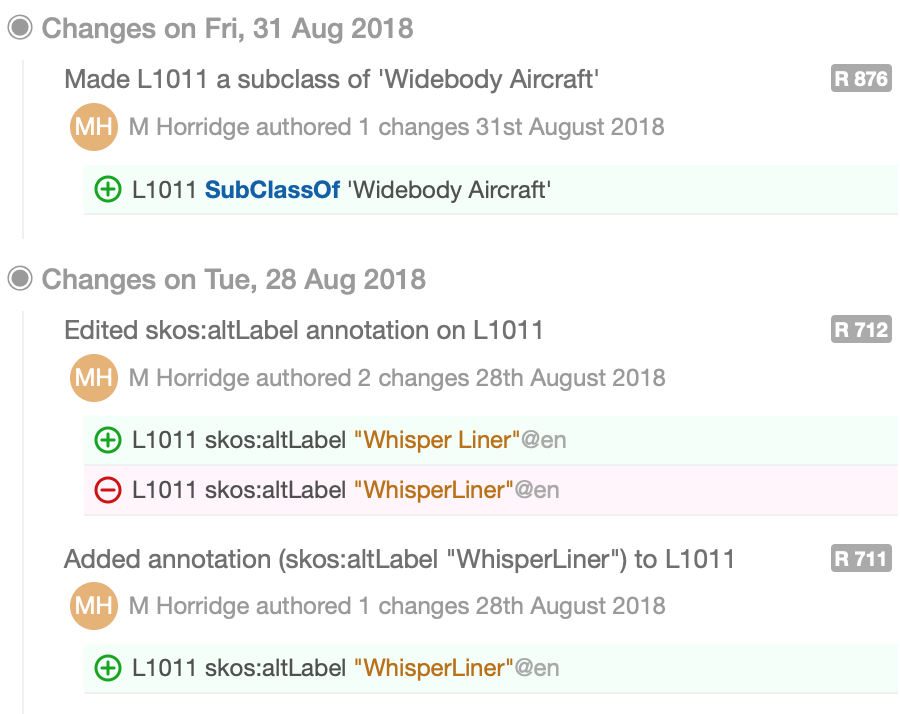 Changes on Fri, 31 Aug 2018
Made L1011 a subclass of 'Widebody Aircraft' R 876
MH M Horridge authored 1 changes 31st August 2018
L1011 SubClassOf 'Widebody Aircraft'
Changes on Tue, 28 Aug 2018
Edited skos:altLabel annotation on L1011 R 712
MH M Horridge authored 2 changes 28th August 2018
L1011 skos:altLabel "Whisper Liner"@en
L1011 skos:altLabel "WhisperLiner"@en
Added annotation (skos:altLabel "WhisperLiner") to L1011 R 711
MH M Horridge authored 1 changes 28th August 2018
L1011 skos:altLabel "WhisperLiner"@en